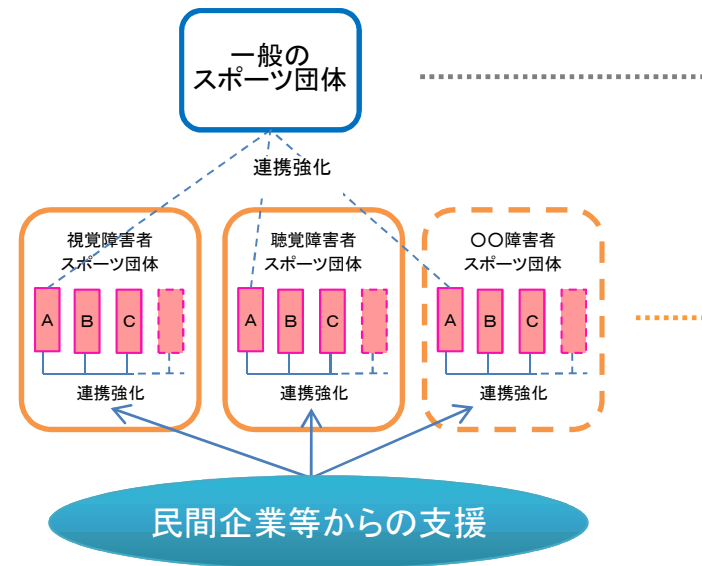 一般の
スポーツ団体
連携強化
視覚障害者
スポーツ団体
A B C
連携強化
聴覚障害者
スポーツ団体
A B C
連携強化
〇〇障害者
スポーツ団体
A B C
連携強化
民間企業等からの支援